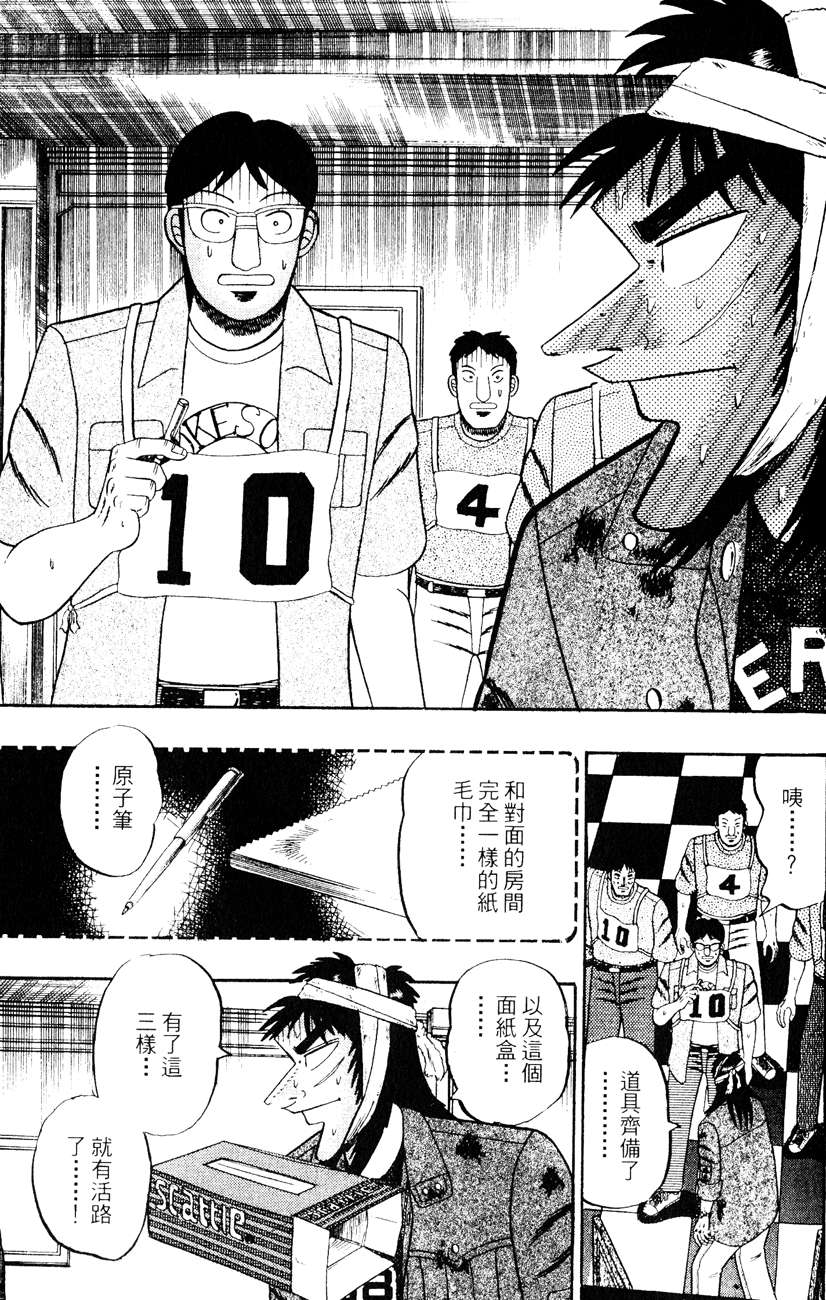 OKESO
10
4
ER
咦……？
4
10
10
道具齊備了
………
和對面的房間
完全一樣的紙
毛巾……
原子筆
………
以及這個
面紙盒…
……
有了這
三樣…
就有活路
了……！
scattie